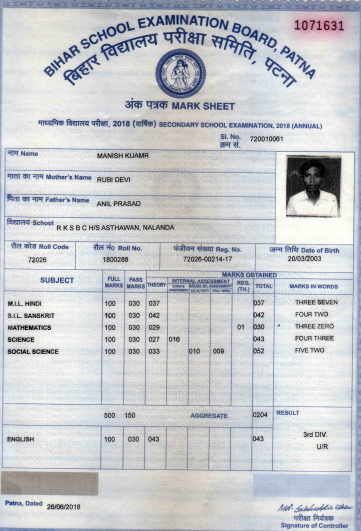 1071631
BIHAR SCHOOL EXAMINATION BOARD, PATNA
बिहार विद्यालय परीक्षा समिति, पटना
अंक पत्रक MARK SHEET
माध्यमिक विद्यालय परीक्षा, 2018 (वार्षिक) SECONDARY SCHOOL EXAMINATION, 2018 (ANNUAL)
Sl. No. 720010061
क्रम सं.
नाम Name MANISH KUAMR
माता का नाम Mother's Name RUBI DEVI
पिता का नाम Father's Name ANIL PRASAD
विद्यालय School R K S B C H/S ASTHAWAN, NALANDA
रौल कोड Roll Code रौल नं० Roll No. पंजीयन संख्या Reg. No. जन्म तिथि Date of Birth
72026 1800288 72026-00214-17 20/03/2003
MARKS OBTAINED
SUBJECT FULL MARKS PASS MARKS THEORY INTERNAL ASSESSMENT REG. (TH.) TOTAL MARKS IN WORDS
M.I.L. HINDI 100 030 037 037 THREE SEVEN
S.I.L. SANSKRIT 100 030 042 042 FOUR TWO
MATHEMATICS 100 030 029 01 030 * THREE ZERO
SCIENCE 100 030 027 016 043 FOUR THREE
SOCIAL SCIENCE 100 030 033 010 009 052 FIVE TWO
500 150 AGGREGATE 0204 RESULT
ENGLISH 100 030 043 043 3rd DIV.
U/R
Patna, Dated 26/06/2018
परीक्षा नियंत्रक
Signature of Controller